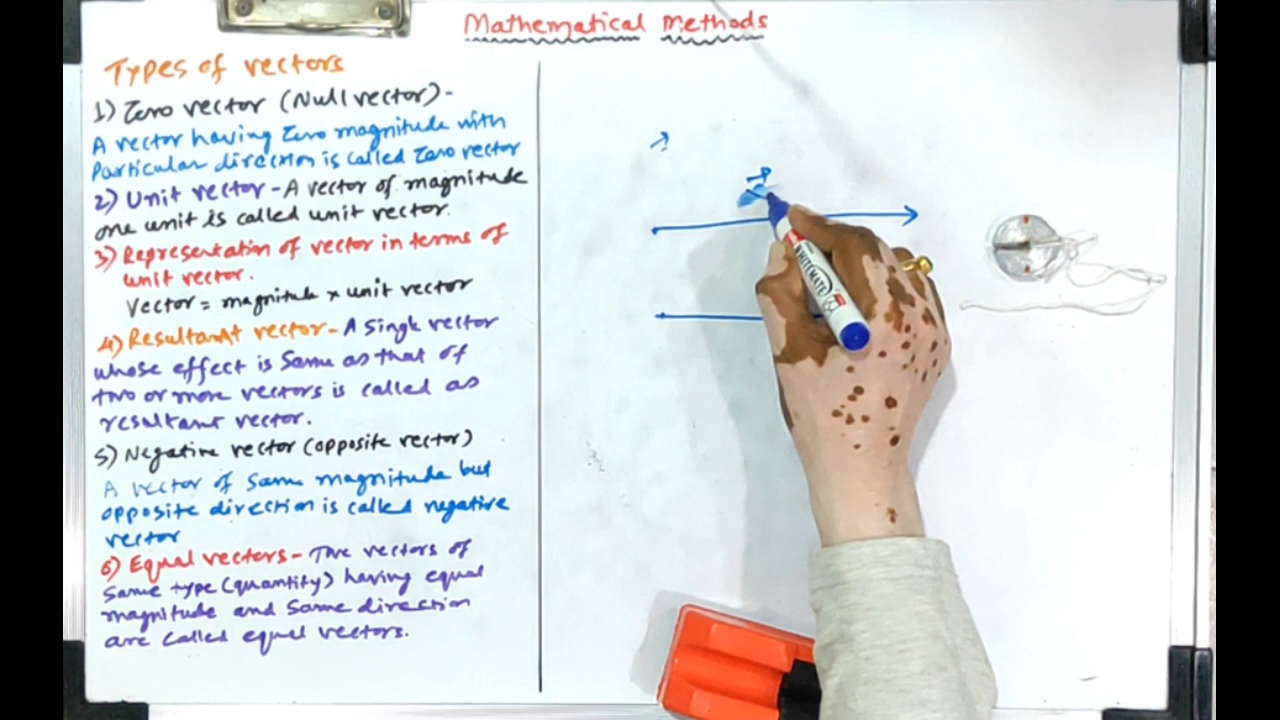 Mathematical Methods
Types of vectors
1) Zero vector (Null vector) -
A vector having Zero magnitude with
Particular direction is called Zero vector
2) Unit vector - A vector of magnitude
one unit is called unit vector.
3) Representation of vector in terms of
unit vector.
Vector = magnitude × unit vector
4) Resultant vector - A single vector
whose effect is same as that of
two or more vectors is called as
resultant vector.
5) Negative vector (opposite vector)
A vector of same magnitude but
opposite direction is called negative
vector
6) Equal vectors - The vectors of
same type (quantity) having equal
magnitude and same direction
are called equal vectors.
WHITEMATE